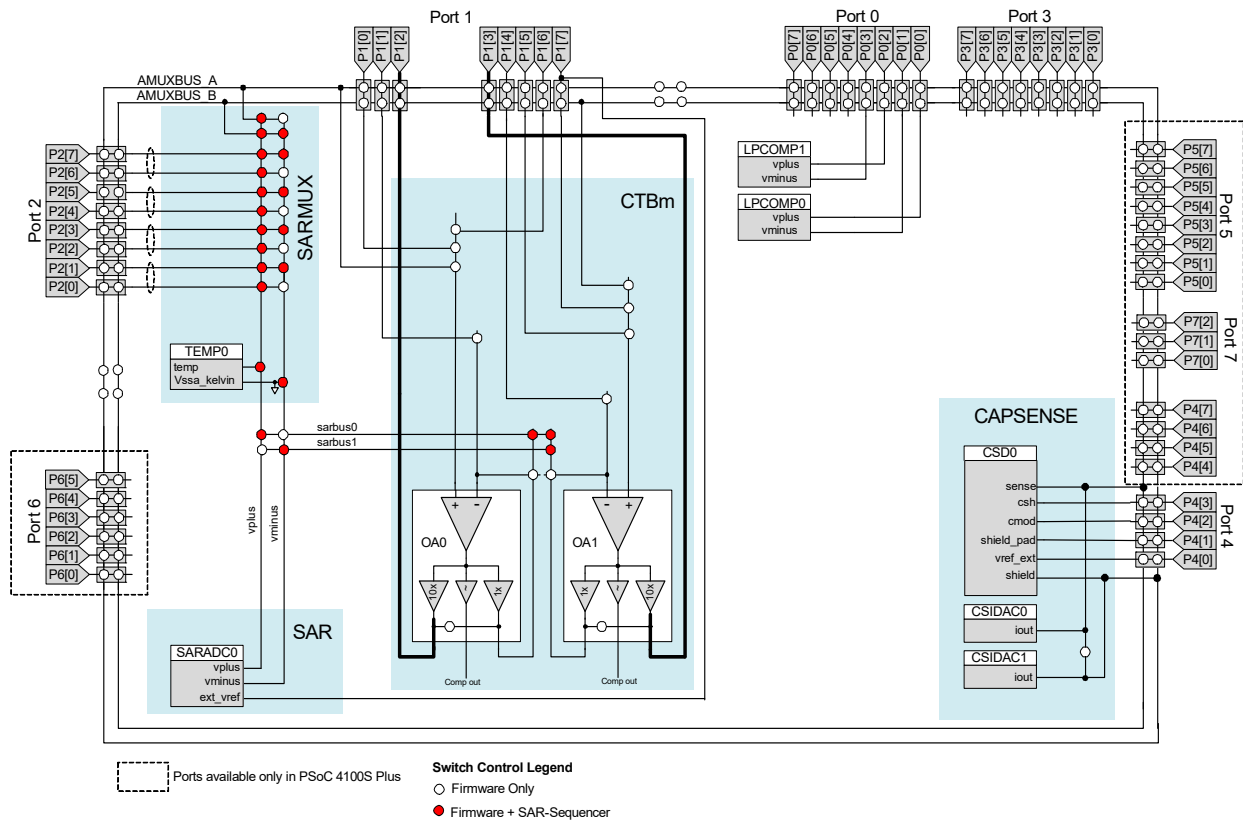 Port 1
Port 0
Port 3
P1[0]
P1[1]
P1[2]
P1[3]
P1[4]
P1[5]
P1[6]
P1[7]
P0[7]
P0[6]
P0[5]
P0[4]
P0[3]
P0[2]
P0[1]
P0[0]
P3[7]
P3[6]
P3[5]
P3[4]
P3[3]
P3[2]
P3[1]
P3[0]
AMUXBUS_A
AMUXBUS_B
Port 2
P2[7]
P2[6]
P2[5]
P2[4]
P2[3]
P2[2]
P2[1]
P2[0]
SARMUX
TEMP0
temp
Vssa_kelvin
CTBm
LPCOMP1
vplus
vminus
LPCOMP0
vplus
vminus
P5[7]
P5[6]
P5[5]
P5[4]
P5[3]
P5[2]
P5[1]
P5[0]
Port 5
P7[2]
P7[1]
P7[0]
Port 7
P4[7]
P4[6]
P4[5]
P4[4]
P4[3]
P4[2]
P4[1]
P4[0]
Port 4
sarbus0
sarbus1
Port 6
P6[5]
P6[4]
P6[3]
P6[2]
P6[1]
P6[0]
vplus
vminus
+ -
OA0
10x
~
1x
- +
OA1
1x
~
10x
Comp out
Comp out
CAPSENSE
CSD0
sense
csh
cmod
shield_pad
vref_ext
shield
CSIDAC0
iout
CSIDAC1
iout
SAR
SARADC0
vplus
vminus
ext_vref
Ports available only in PSoC 4100S Plus
Switch Control Legend
Firmware Only
Firmware + SAR-Sequencer